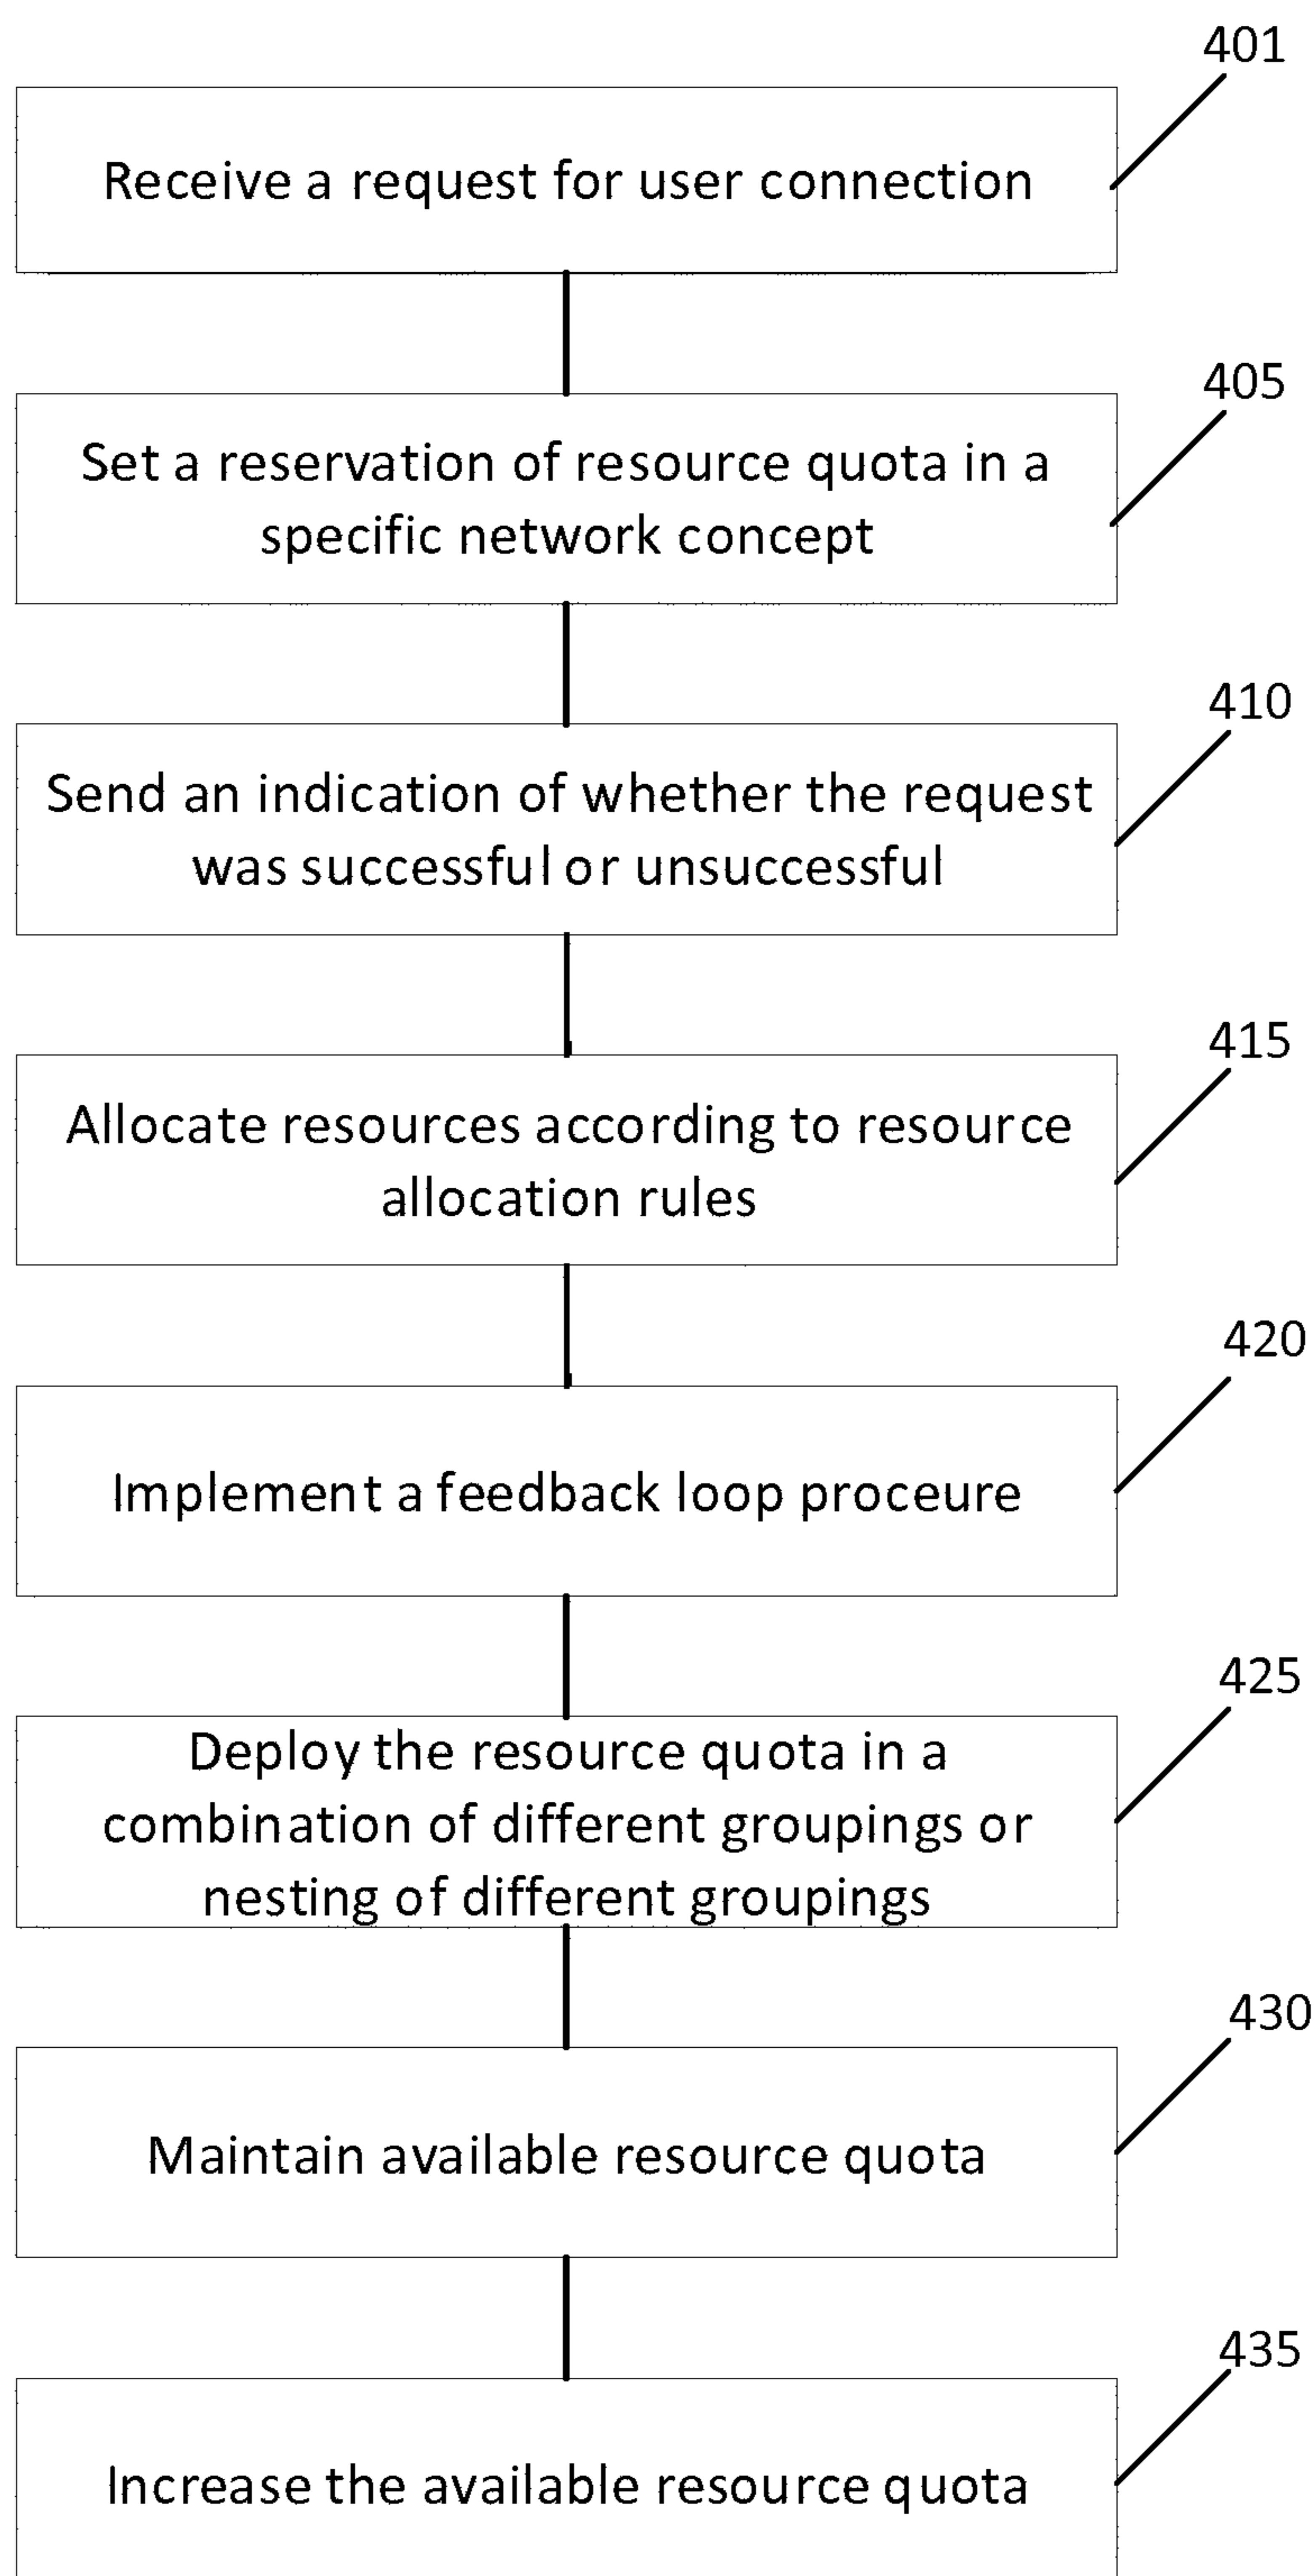 401
Receive a request for user connection
405
Set a reservation of resource quota in a
specific network concept
410
Send an indication of whether the request
was successful or unsuccessful
415
Allocate resources according to resource
allocation rules
420
Implement a feedback loop proceure
425
Deploy the resource quota in a
combination of different groupings or
nesting of different groupings
430
Maintain available resource quota
435
Increase the available resource quota